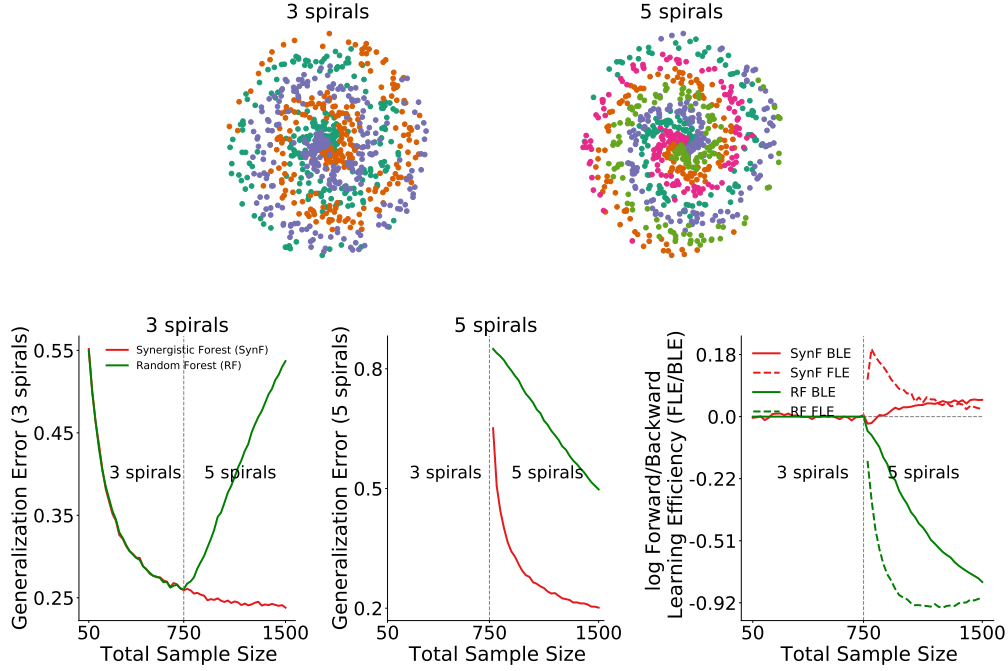 3 spirals
5 spirals
3 spirals
Generalization Error (3 spirals)
0.55
0.45
0.35
0.25
Synergistic Forest (SynF)
Random Forest (RF)
3 spirals
5 spirals
50
750
1500
Total Sample Size
5 spirals
Generalization Error (5 spirals)
0.8
0.5
0.2
3 spirals
5 spirals
50
750
1500
Total Sample Size
log Forward/Backward
Learning Efficiency (FLE/BLE)
0.18
0.0
-0.22
-0.51
-0.92
SynF BLE
SynF FLE
RF BLE
RF FLE
3 spirals
5 spirals
50
750
1500
Total Sample Size